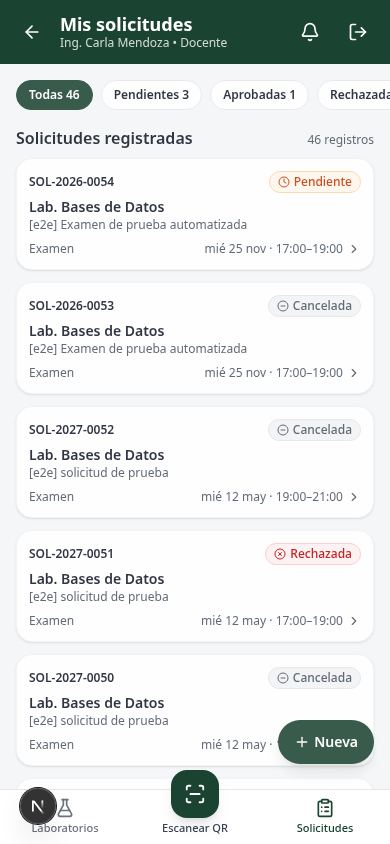 Mis solicitudes
Ing. Carla Mendoza • Docente
Todas 46
Pendientes 3
Aprobadas 1
Rechazada
Solicitudes registradas
46 registros
SOL-2026-0054
Pendiente
Lab. Bases de Datos
[e2e] Examen de prueba automatizada
Examen
mié 25 nov · 17:00–19:00
SOL-2026-0053
Cancelada
Lab. Bases de Datos
[e2e] Examen de prueba automatizada
Examen
mié 25 nov · 17:00–19:00
SOL-2027-0052
Cancelada
Lab. Bases de Datos
[e2e] solicitud de prueba
Examen
mié 12 may · 19:00–21:00
SOL-2027-0051
Rechazada
Lab. Bases de Datos
[e2e] solicitud de prueba
Examen
mié 12 may · 17:00–19:00
SOL-2027-0050
Cancelada
Lab. Bases de Datos
[e2e] solicitud de prueba
Examen
mié 12 may ·
Nueva
N
Laboratorios
Escanear QR
Solicitudes